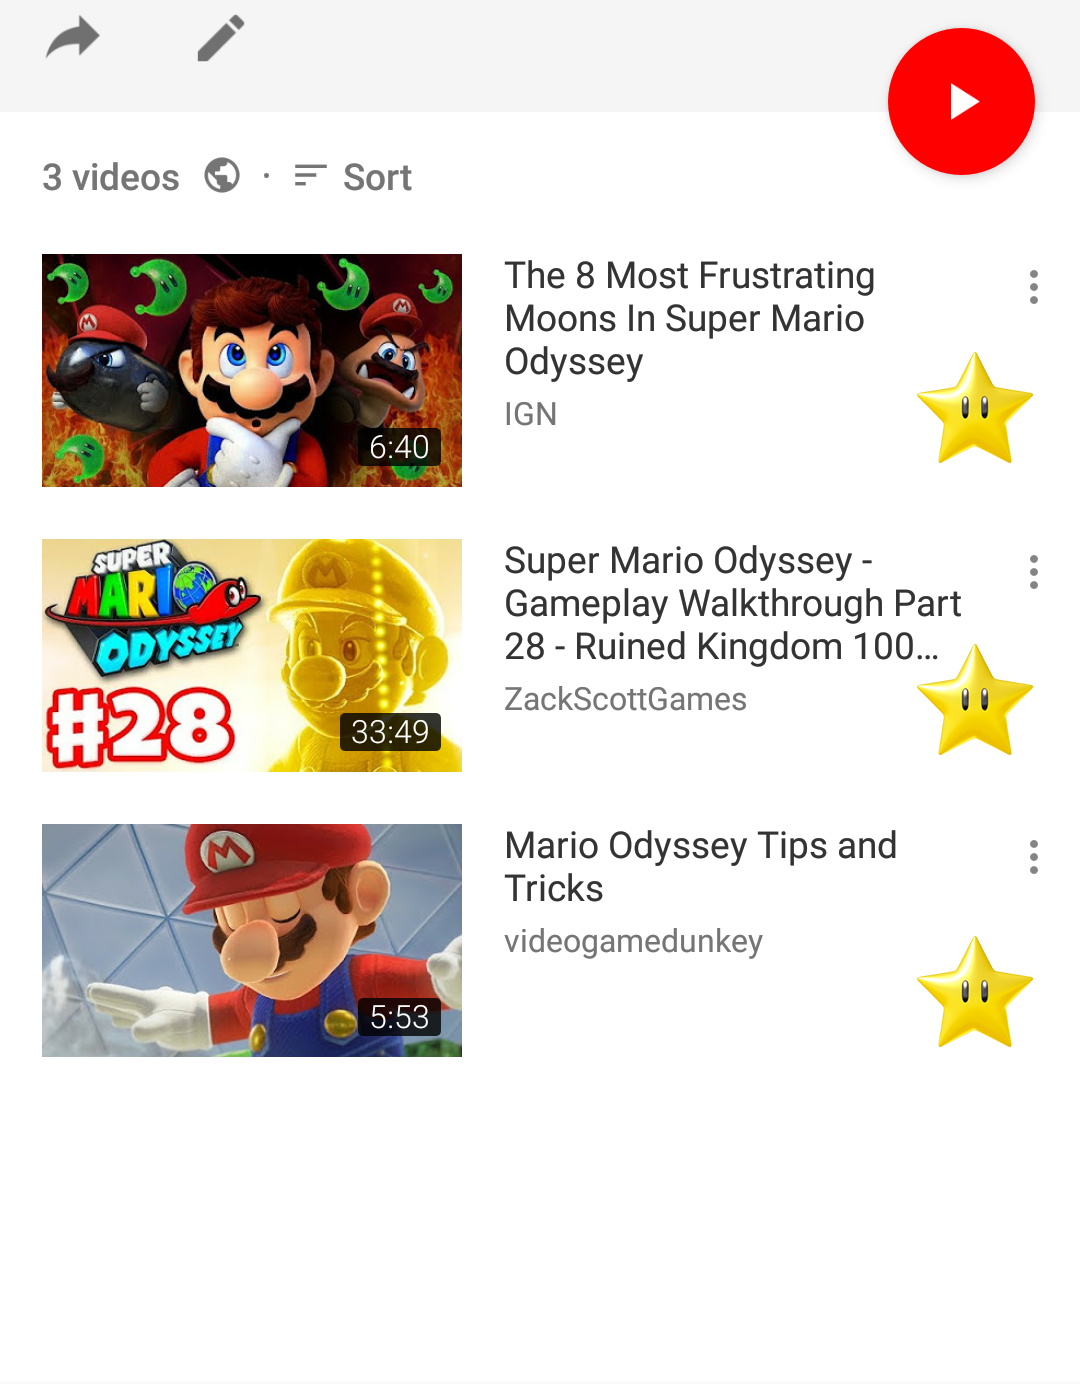 3 videos · Sort
The 8 Most Frustrating
Moons In Super Mario
Odyssey
IGN
6:40
SUPER
MARIO
ODYSSEY
#28
33:49
Super Mario Odyssey -
Gameplay Walkthrough Part
28 - Ruined Kingdom 100...
ZackScottGames
M
5:53
Mario Odyssey Tips and
Tricks
videogamedunkey